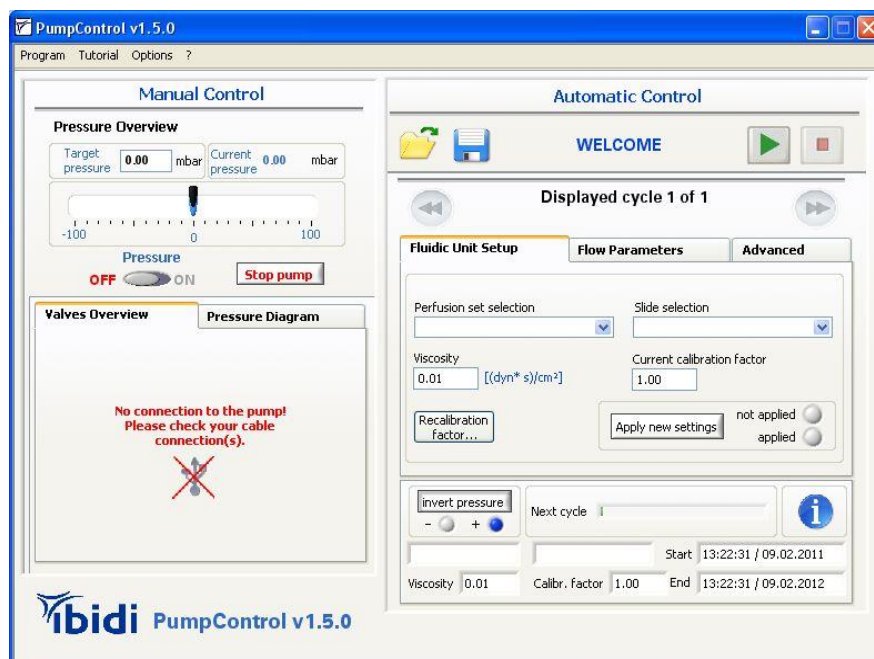 PumpControl v1.5.0
Program Tutorial Options ?
Manual Control
Pressure Overview
Target pressure 0.00 mbar Current pressure 0.00 mbar
-100 0 100
Pressure
OFF ON Stop pump
Valves Overview Pressure Diagram
No connection to the pump!
Please check your cable
connection(s).
ibidi PumpControl v1.5.0
Automatic Control
WELCOME
Displayed cycle 1 of 1
Fluidic Unit Setup Flow Parameters Advanced
Perfusion set selection Slide selection
Viscosity Current calibration factor
0.01 [(dyn* s)/cm²] 1.00
Recalibration
factor...
Apply new settings
not applied
applied
invert pressure
- +
Next cycle
i
Start 13:22:31 / 09.02.2011
Viscosity 0.01 Calibr. factor 1.00 End 13:22:31 / 09.02.2012